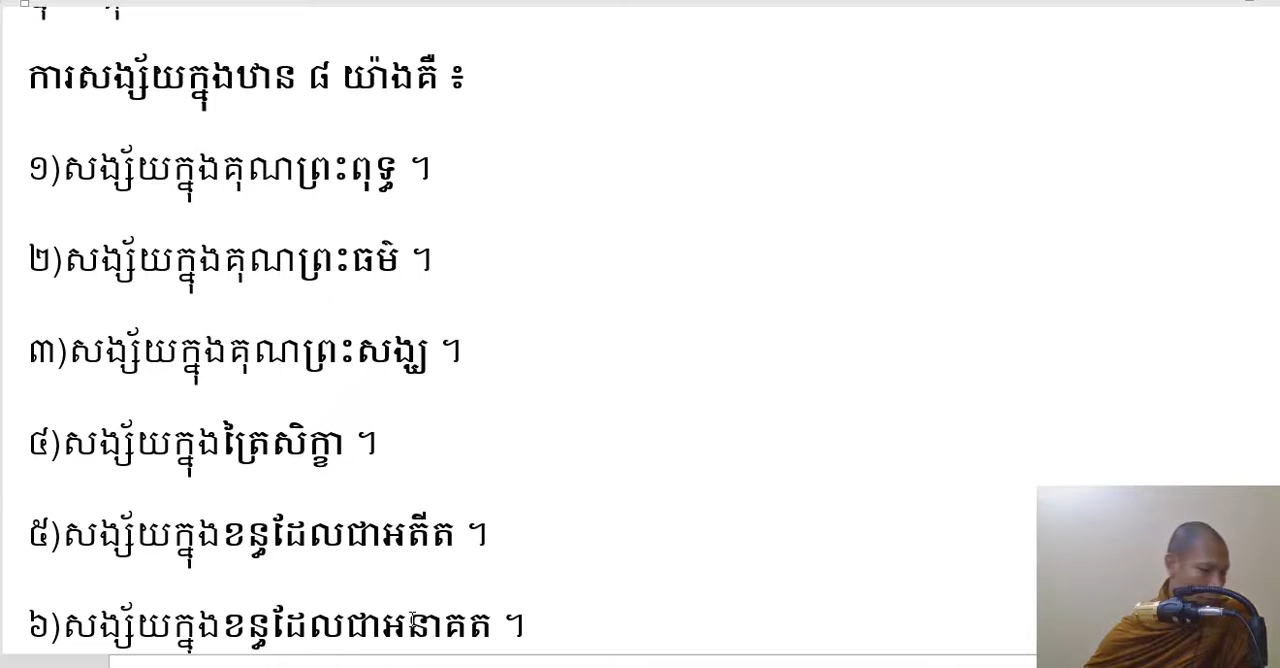 ការសង្ស័យក្នុងឋាន ៨ យ៉ាងគឺ ៖
១)សង្ស័យក្នុងគុណព្រះពុទ្ធ ។
២)សង្ស័យក្នុងគុណព្រះធម៌ ។
៣)សង្ស័យក្នុងគុណព្រះសង្ឃ ។
៤)សង្ស័យក្នុងត្រៃសិក្ខា ។
៥)សង្ស័យក្នុងខន្ធដែលជាអតីត ។
៦)សង្ស័យក្នុងខន្ធដែលជាអនាគត ។